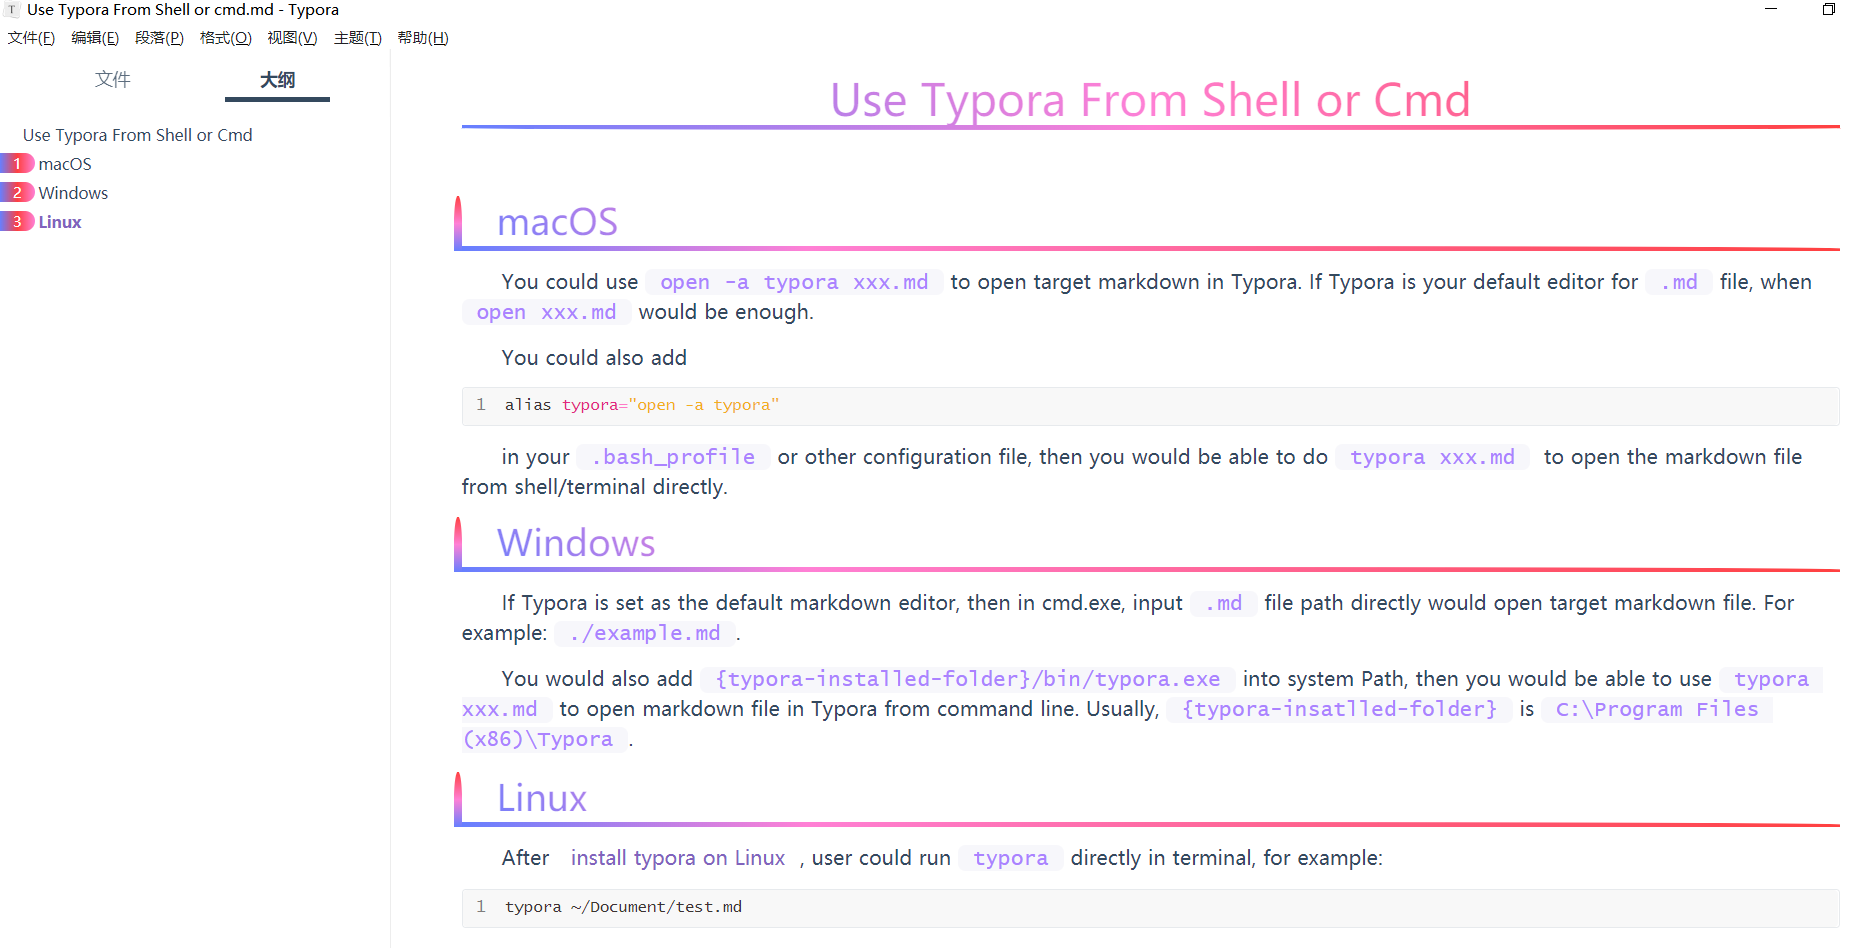 T Use Typora From Shell or cmd.md - Typora
文件(F) 编辑(E) 段落(P) 格式(O) 视图(V) 主题(T) 帮助(H)
文件 大纲
Use Typora From Shell or Cmd
1 macOS
2 Windows
3 Linux
Use Typora From Shell or Cmd
macOS
You could use open -a typora xxx.md to open target markdown in Typora. If Typora is your default editor for .md file, when
open xxx.md would be enough.
You could also add
1 alias typora="open -a typora"
in your .bash_profile or other configuration file, then you would be able to do typora xxx.md to open the markdown file
from shell/terminal directly.
Windows
If Typora is set as the default markdown editor, then in cmd.exe, input .md file path directly would open target markdown file. For
example: ./example.md .
You would also add {typora-installed-folder}/bin/typora.exe into system Path, then you would be able to use typora
xxx.md to open markdown file in Typora from command line. Usually, {typora-insatlled-folder} is C:\Program Files
(x86)\Typora .
Linux
After install typora on Linux , user could run typora directly in terminal, for example:
1 typora ~/Document/test.md